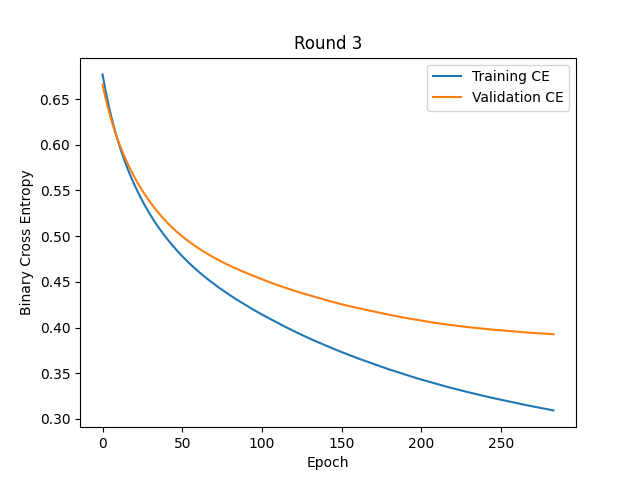 Round 3
Training CE
Validation CE
Binary Cross Entropy
0.65
0.60
0.55
0.50
0.45
0.40
0.35
0.30
0 50 100 150 200 250
Epoch